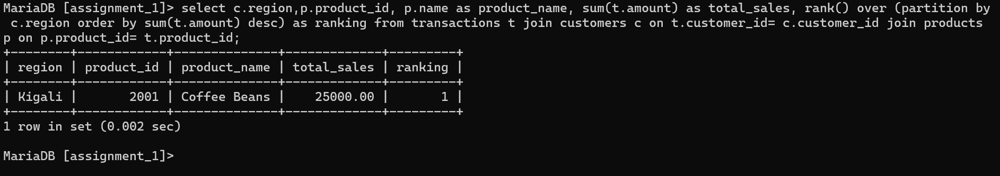 MariaDB [assignment_1]> select c.region,p.product_id, p.name as product_name, sum(t.amount) as total_sales, rank() over (partition by
 c.region order by sum(t.amount) desc) as ranking from transactions t join customers c on t.customer_id= c.customer_id join products
p on p.product_id= t.product_id;
+--------+------------+--------------+-------------+---------+
| region | product_id | product_name | total_sales | ranking |
+--------+------------+--------------+-------------+---------+
| Kigali |       2001 | Coffee Beans |    25000.00 |       1 |
+--------+------------+--------------+-------------+---------+
1 row in set (0.002 sec)

MariaDB [assignment_1]>